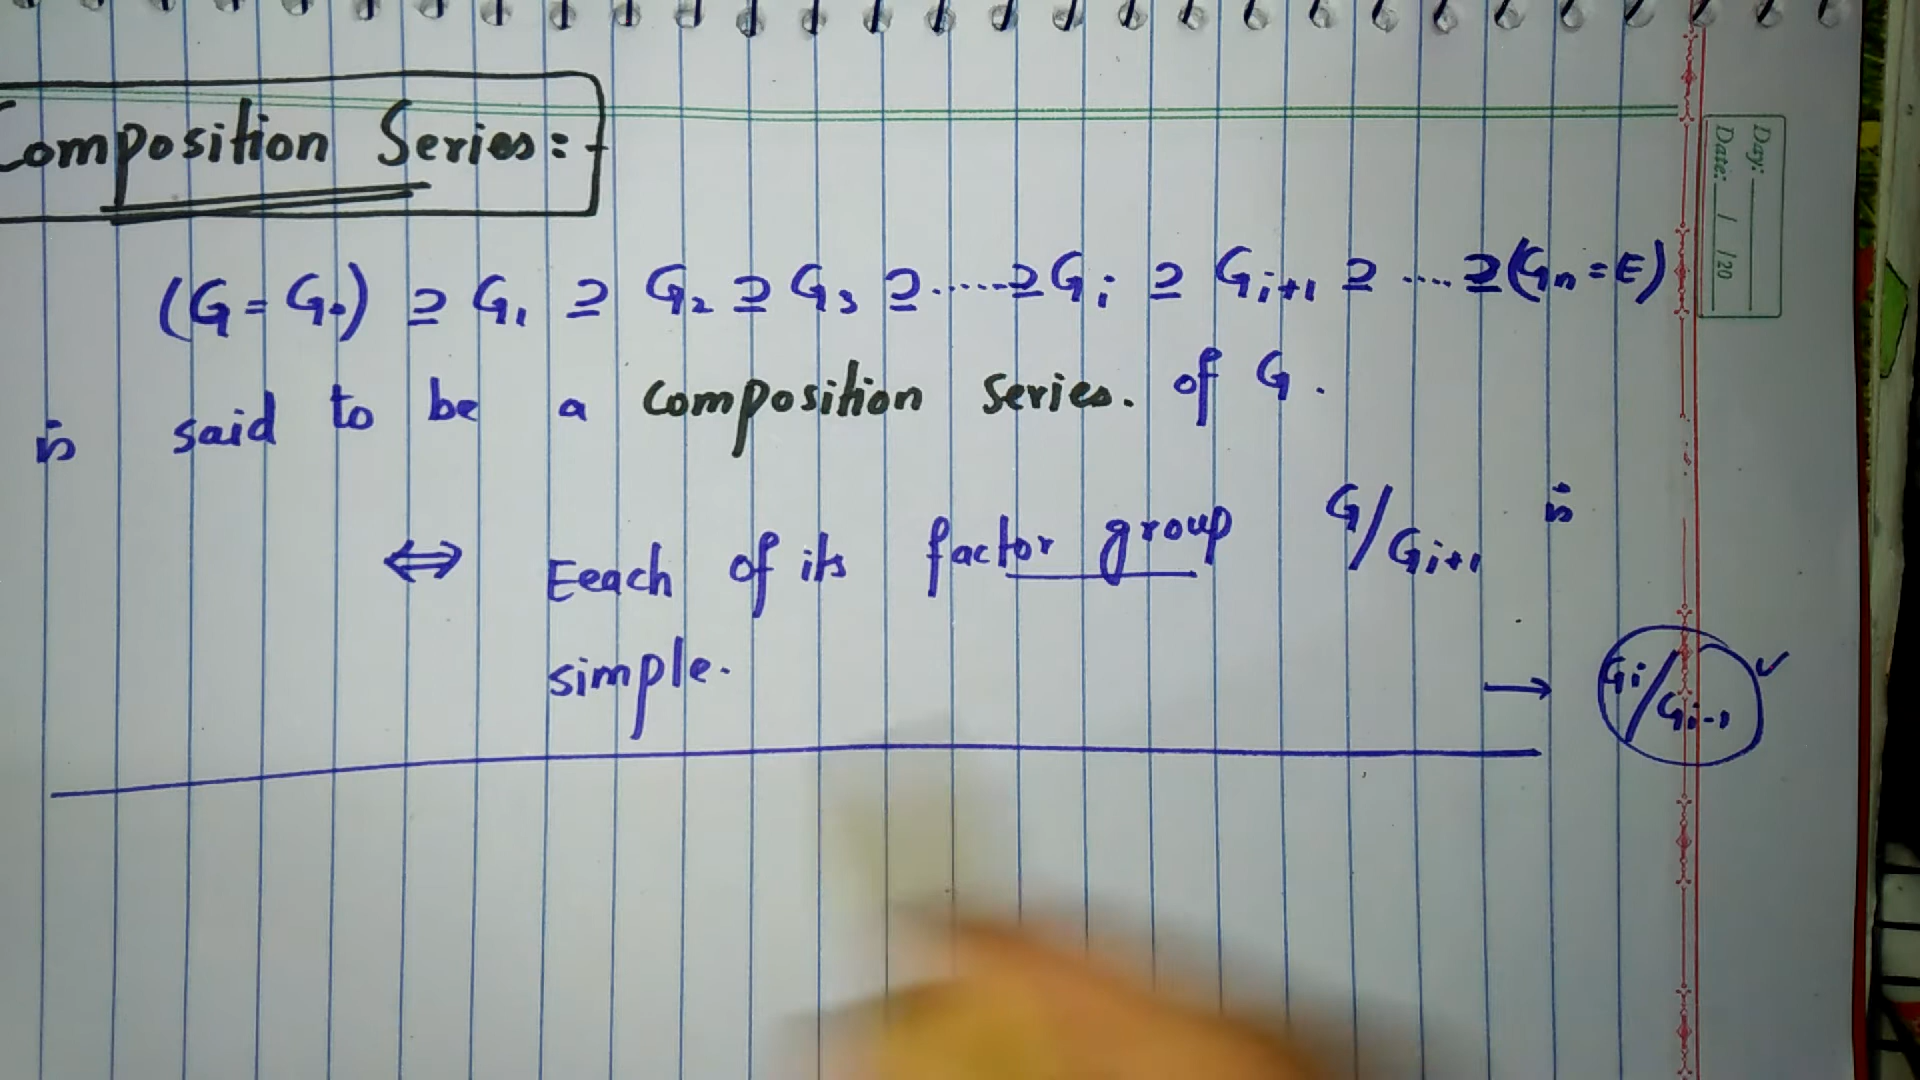 Composition Series:-
(G = G₀) ⊇ G₁ ⊇ G₂ ⊇ G₃ ⊇ ..... ⊇ Gᵢ ⊇ Gᵢ₊₁ ⊇ .... ⊇ (Gₙ = E)
is said to be a composition series. of G.
⇔ Eeach of its factor group G/Gᵢ₊₁ is
simple.
→ Gᵢ/Gᵢ₋₁ ✓
Day:
Date: / /20